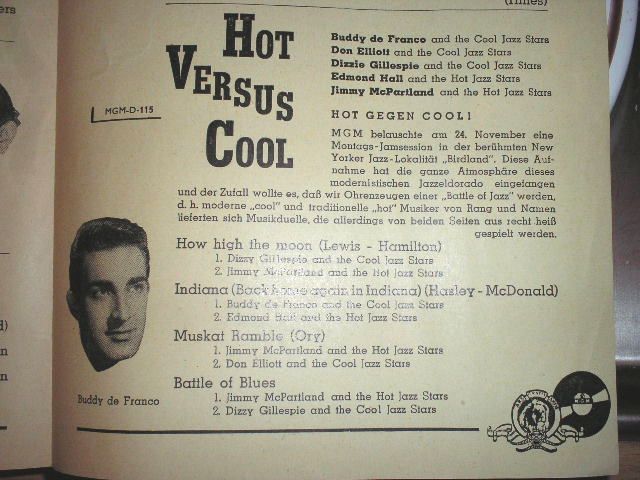 (Times)
HOT
VERSUS
COOL
MGM-D-115
Buddy de Franco and the Cool Jazz Stars
Don Elliott and the Cool Jazz Stars
Dizzie Gillespie and the Cool Jazz Stars
Edmond Hall and the Hot Jazz Stars
Jimmy McPartland and the Hot Jazz Stars
HOT GEGEN COOL!
MGM belauschte am 24. November eine
Montags-Jamsession in der berühmten New
Yorker Jazz-Lokalität „Birdland". Diese Auf-
nahme hat die ganze Atmosphäre dieses
modernistischen Jazzeldorado eingefangen
und der Zufall wollte es, daß wir Ohrenzeugen einer „Battle of Jazz" werden,
d. h. moderne „cool" und traditionelle „hot" Musiker von Rang und Namen
lieferten sich Musikduelle, die allerdings von beiden Seiten aus recht heiß
gespielt werden.
How high the moon (Lewis - Hamilton)
1. Dizzy Gillespie and the Cool Jazz Stars
2. Jimmy McPartland and the Hot Jazz Stars
Indiana (Back home again in Indiana) (Hasley - McDonald)
1. Buddy de Franco and the Cool Jazz Stars
2. Edmund Hall and the Hot Jazz Stars
Muskat Ramble (Ory)
1. Jimmy McPartland and the Hot Jazz Stars
2. Don Elliott and the Cool Jazz Stars
Battle of Blues
1. Jimmy McPartland and the Hot Jazz Stars
2. Dizzy Gillespie and the Cool Jazz Stars
Buddy de Franco